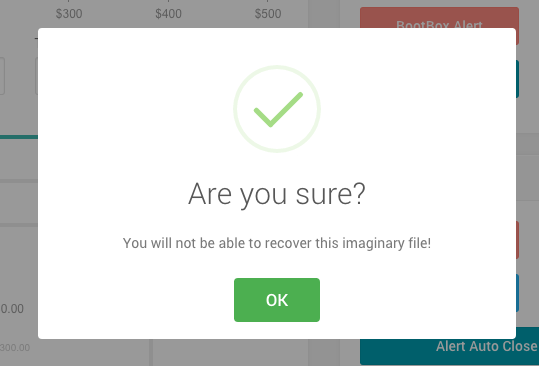 $300 $400 $500
BootBox Alert
Are you sure?
You will not be able to recover this imaginary file!
OK
0.00
300.00
Alert Auto Close